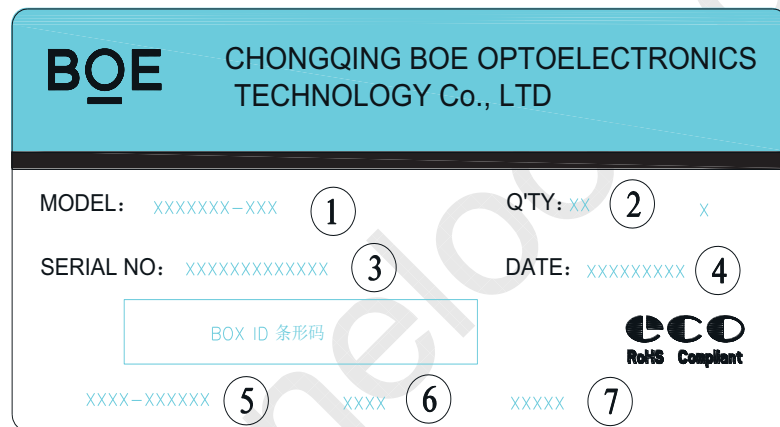 BOE
CHONGQING BOE OPTOELECTRONICS
TECHNOLOGY Co., LTD
MODEL： XXXXXXX-XXX ① Q'TY：XX ② X
SERIAL NO： XXXXXXXXXXXXX ③ DATE： XXXXXXXXX ④
BOX ID 条形码
eco
RoHS Compliant
XXXX-XXXXXX ⑤ XXXX ⑥ XXXXX ⑦